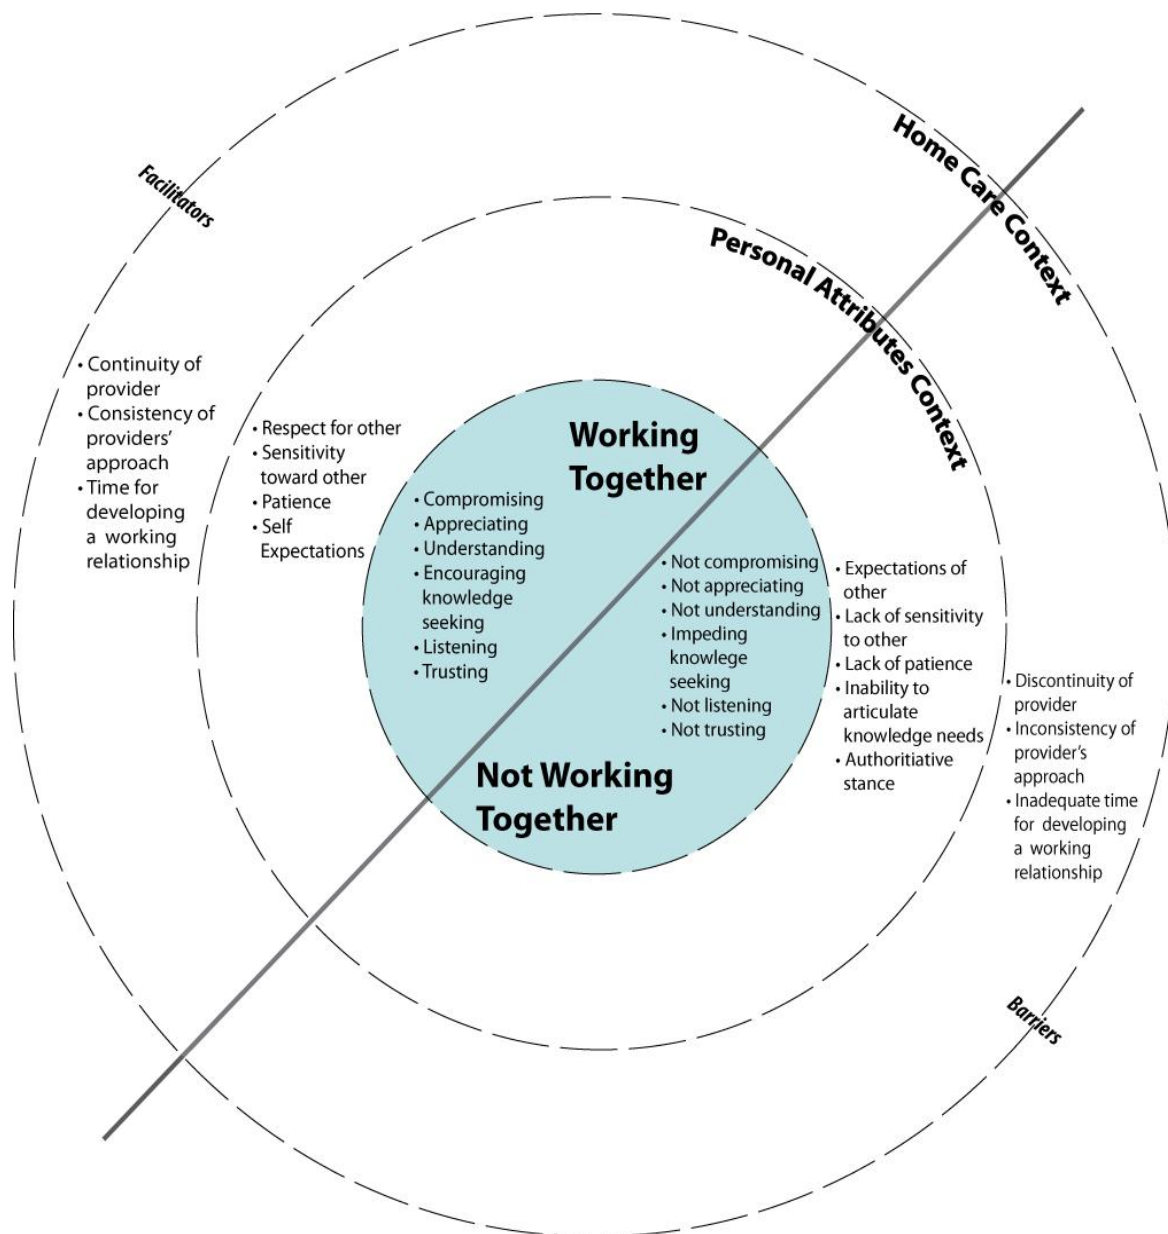 Home Care Context
Facilitators
Personal Attributes Context
• Continuity of
provider
• Consistency of
providers'
approach
• Time for
developing
a working
relationship
• Respect for other
• Sensitivity
toward other
• Patience
• Self
Expectations
Working
Together
• Compromising
• Appreciating
• Understanding
• Encouraging
knowledge
seeking
• Listening
• Trusting
• Not compromising
• Not appreciating
• Not understanding
• Impeding
knowlege
seeking
• Not listening
• Not trusting
Not Working
Together
• Expectations of
other
• Lack of sensitivity
to other
• Lack of patience
• Inability to
articulate
knowledge needs
• Authoritiative
stance
• Discontinuity of
provider
• Inconsistency of
provider's
approach
• Inadequate time
for developing
a working
relationship
Barriers